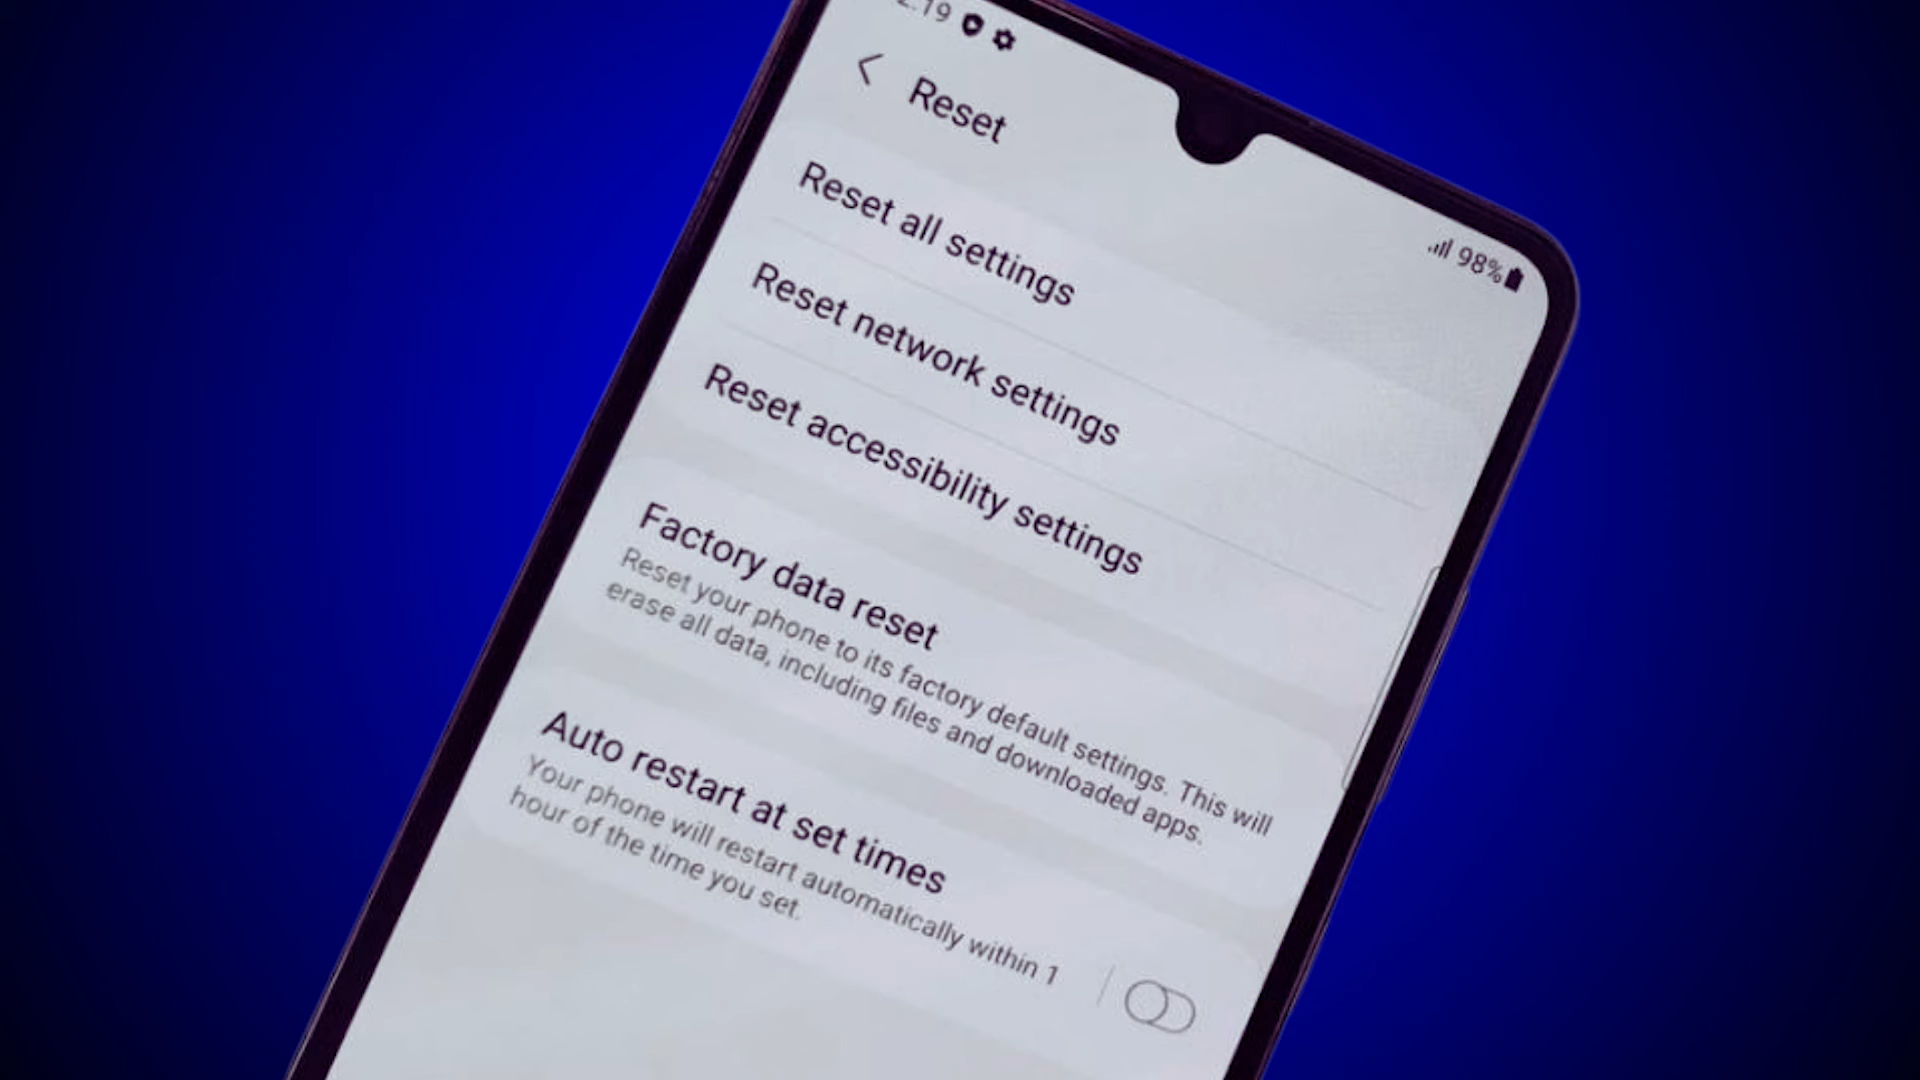 Reset
98%
Reset all settings
Reset network settings
Reset accessibility settings
Factory data reset
Reset your phone to its factory default settings. This will
erase all data, including files and downloaded apps.
Auto restart at set times
Your phone will restart automatically within 1
hour of the time you set.